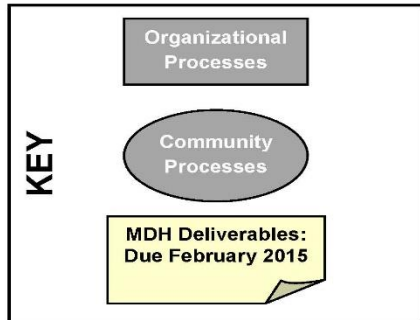 KEY
Organizational
Processes
Community
Processes
MDH Deliverables:
Due February 2015